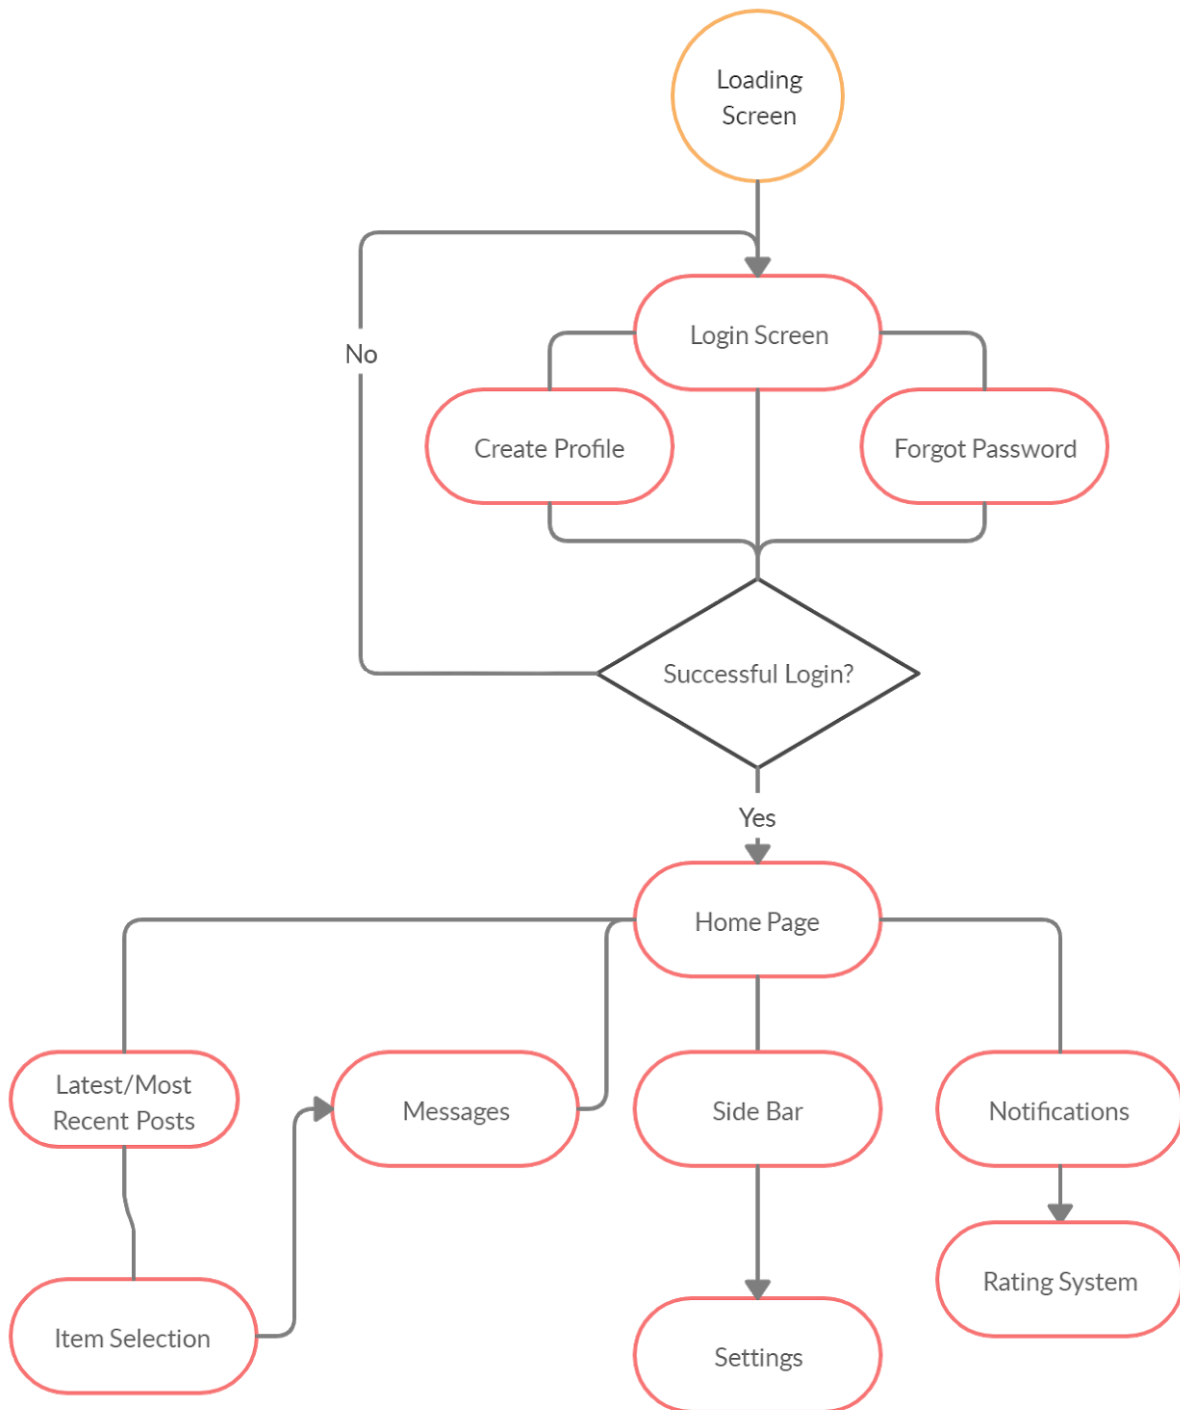 Loading
Screen
Login Screen
No
Create Profile
Forgot Password
Successful Login?
Yes
Home Page
Latest/Most
Recent Posts
Messages
Side Bar
Notifications
Rating System
Item Selection
Settings